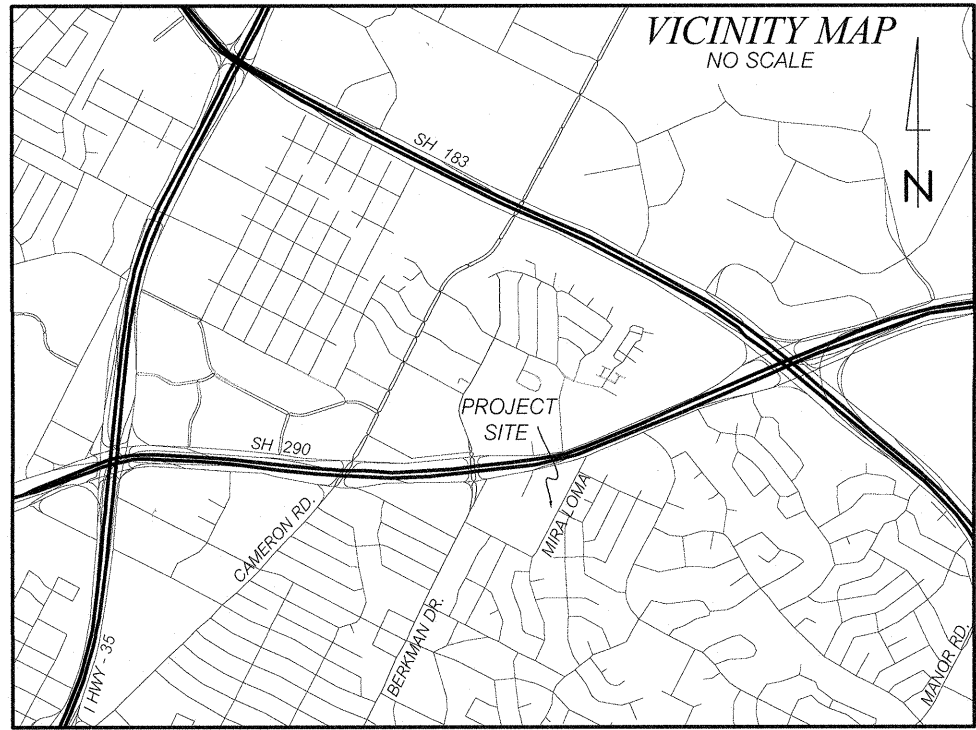 VICINITY MAP
NO SCALE
N
SH 183
PROJECT
SITE
SH 290
CAMERON RD.
MIRA LOMA
BERKMAN DR.
I HWY - 35
MANOR RD.